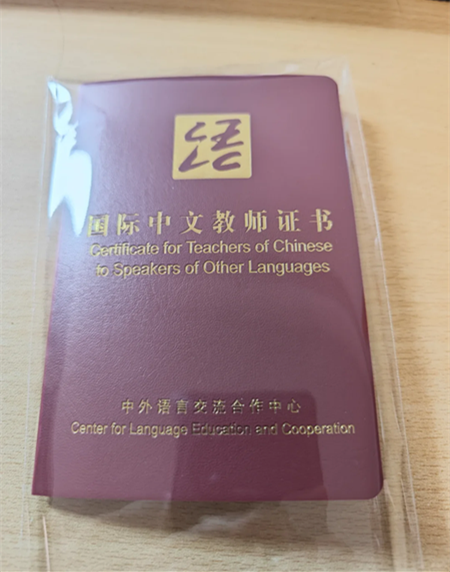 国际中文教师证书
Certificate for Teachers of Chinese
to Speakers of Other Languages
中外语言交流合作中心
Center for Language Education and Cooperation